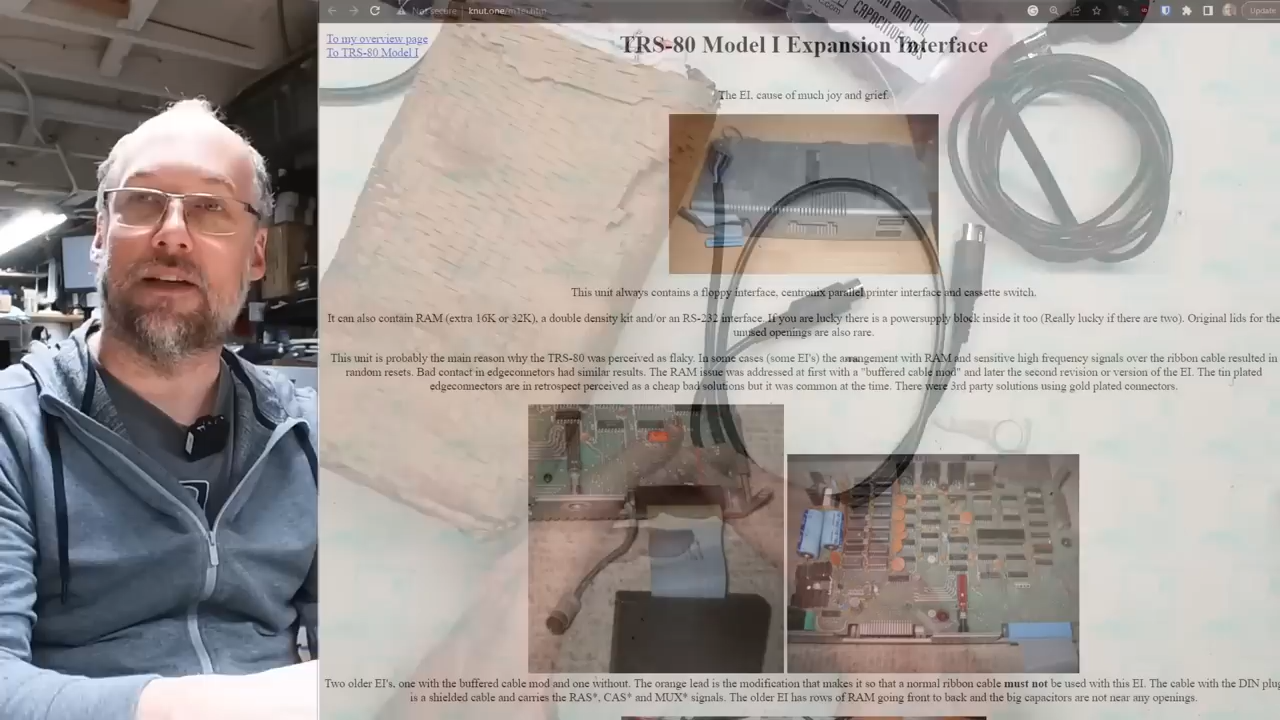 Not secure
knut.one/m1ei.htm
Update
To my overview page
To TRS-80 Model I
TRS-80 Model I Expansion Interface
AND FOIL
CAPACITIVE
The EI, cause of much joy and grief.
This unit always contains a floppy interface, centronix parallel printer interface and cassette switch.
It can also contain RAM (extra 16K or 32K), a double density kit and/or an RS-232 interface. If you are lucky there is a powersupply block inside it too (Really lucky if there are two). Original lids for the
unused openings are also rare.
This unit is probably the main reason why the TRS-80 was perceived as flaky. In some cases (some EI's) the arrangement with RAM and sensitive high frequency signals over the ribbon cable resulted in
random resets. Bad contact in edgeconnetors had similar results. The RAM issue was addressed at first with a "buffered cable mod" and later the second revision or version of the EI. The tin plated
edgeconnectors are in retrospect perceived as a cheap bad solutions but it was common at the time. There were 3rd party solutions using gold plated connectors.
Two older EI's, one with the buffered cable mod and one without. The orange lead is the modification that makes it so that a normal ribbon cable must not be used with this EI. The cable with the DIN plug
is a shielded cable and carries the RAS*, CAS* and MUX* signals. The older EI has rows of RAM going front to back and the big capacitors are not near any openings.